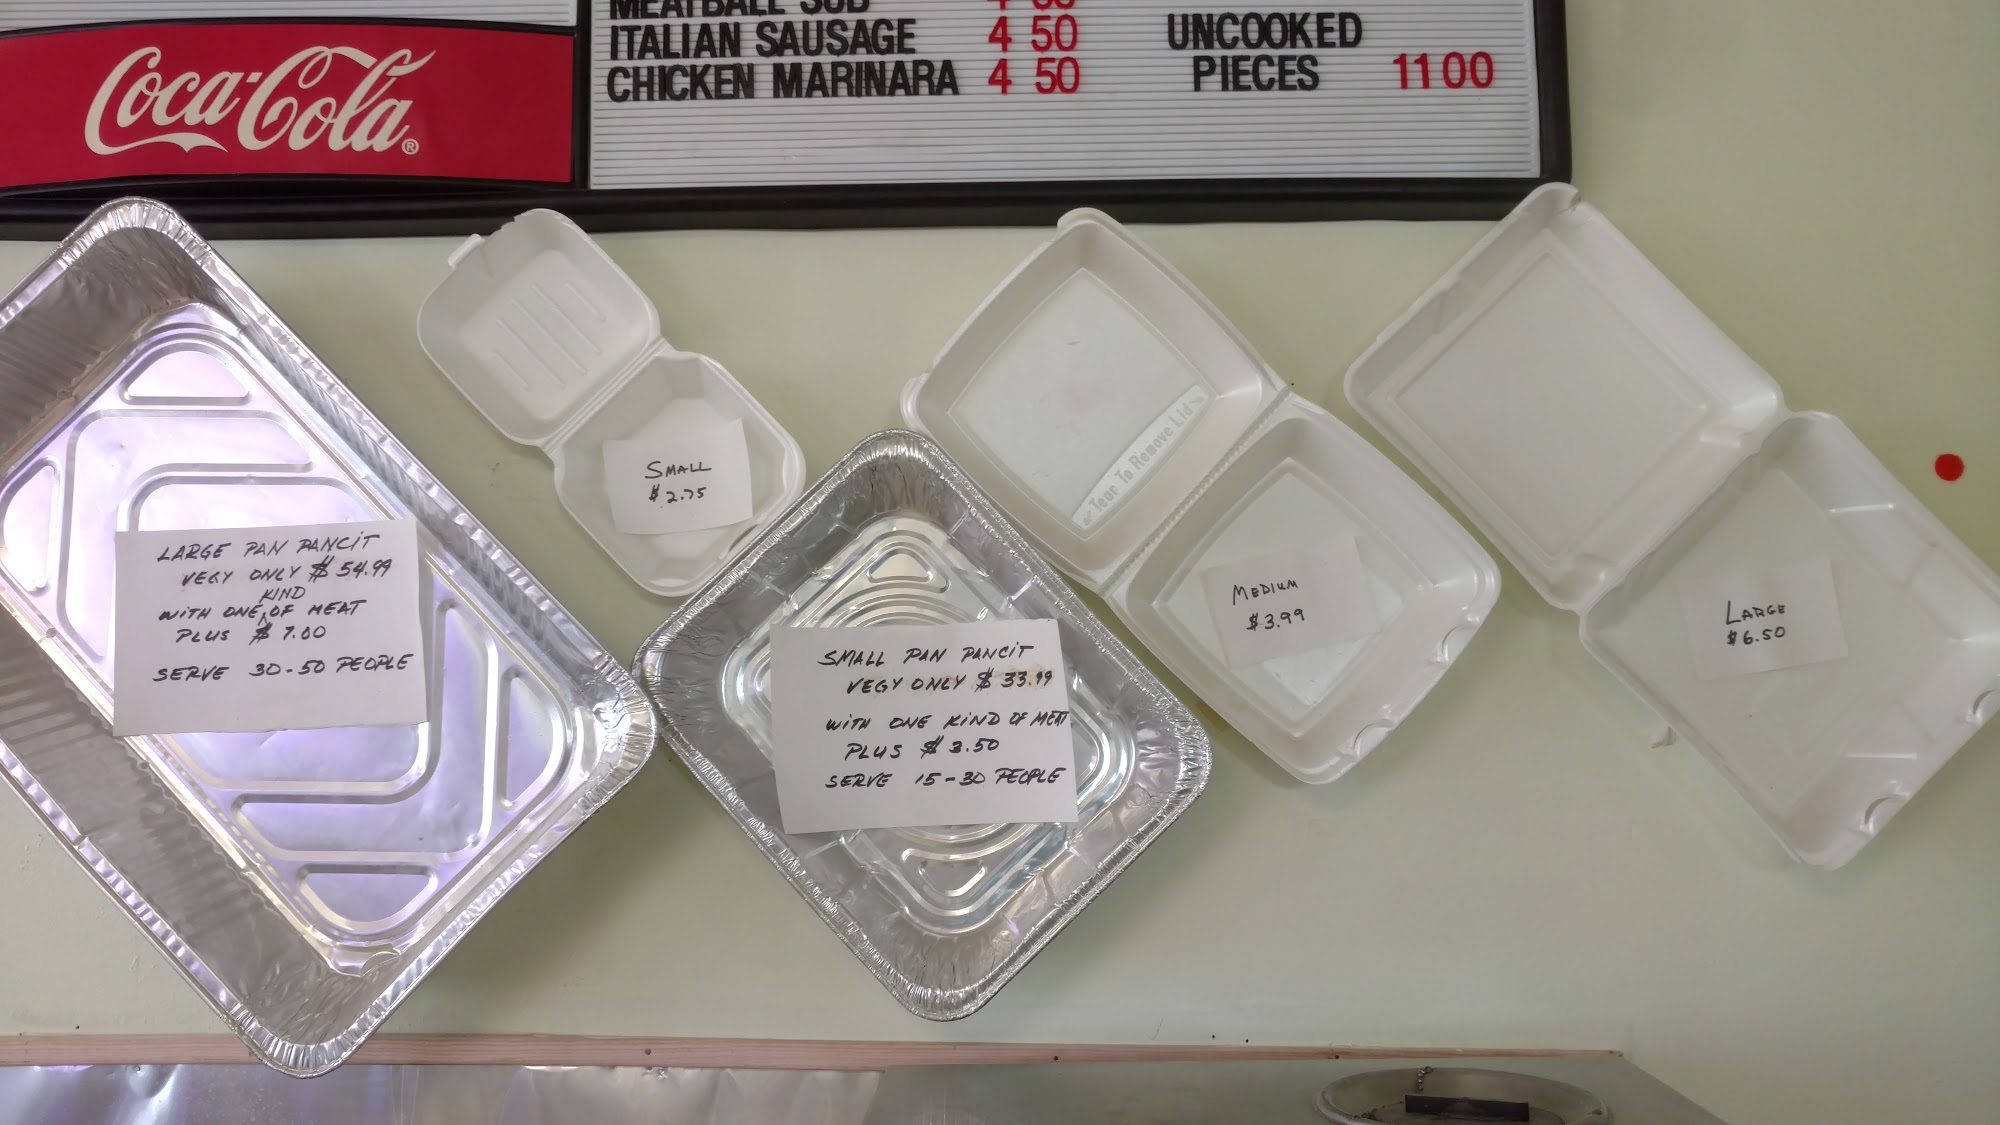 Coca-Cola®
ITALIAN SAUSAGE 4 50
CHICKEN MARINARA 4 50
UNCOOKED
PIECES 11 00
LARGE PAN PANCIT
VEGY ONLY $ 54.99
KIND
WITH ONE OF MEAT
PLUS $ 7.00
SERVE 30-50 PEOPLE
SMALL
$ 2.75
SMALL PAN PANCIT
VEGY ONLY $ 33.99
WITH ONE KIND OF MEAT
PLUS $ 3.50
SERVE 15-30 PEOPLE
Tear To Remove Lid
MEDIUM
$3.99
LARGE
$6.50